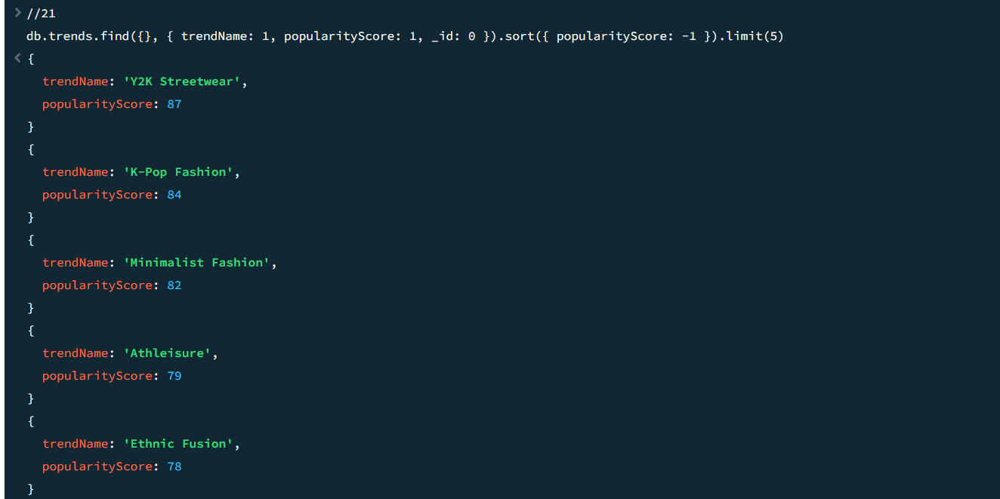 > //21
db.trends.find({}, { trendName: 1, popularityScore: 1, _id: 0 }).sort({ popularityScore: -1 }).limit(5)
< {
trendName: 'Y2K Streetwear',
popularityScore: 87
}
{
trendName: 'K-Pop Fashion',
popularityScore: 84
}
{
trendName: 'Minimalist Fashion',
popularityScore: 82
}
{
trendName: 'Athleisure',
popularityScore: 79
}
{
trendName: 'Ethnic Fusion',
popularityScore: 78
}